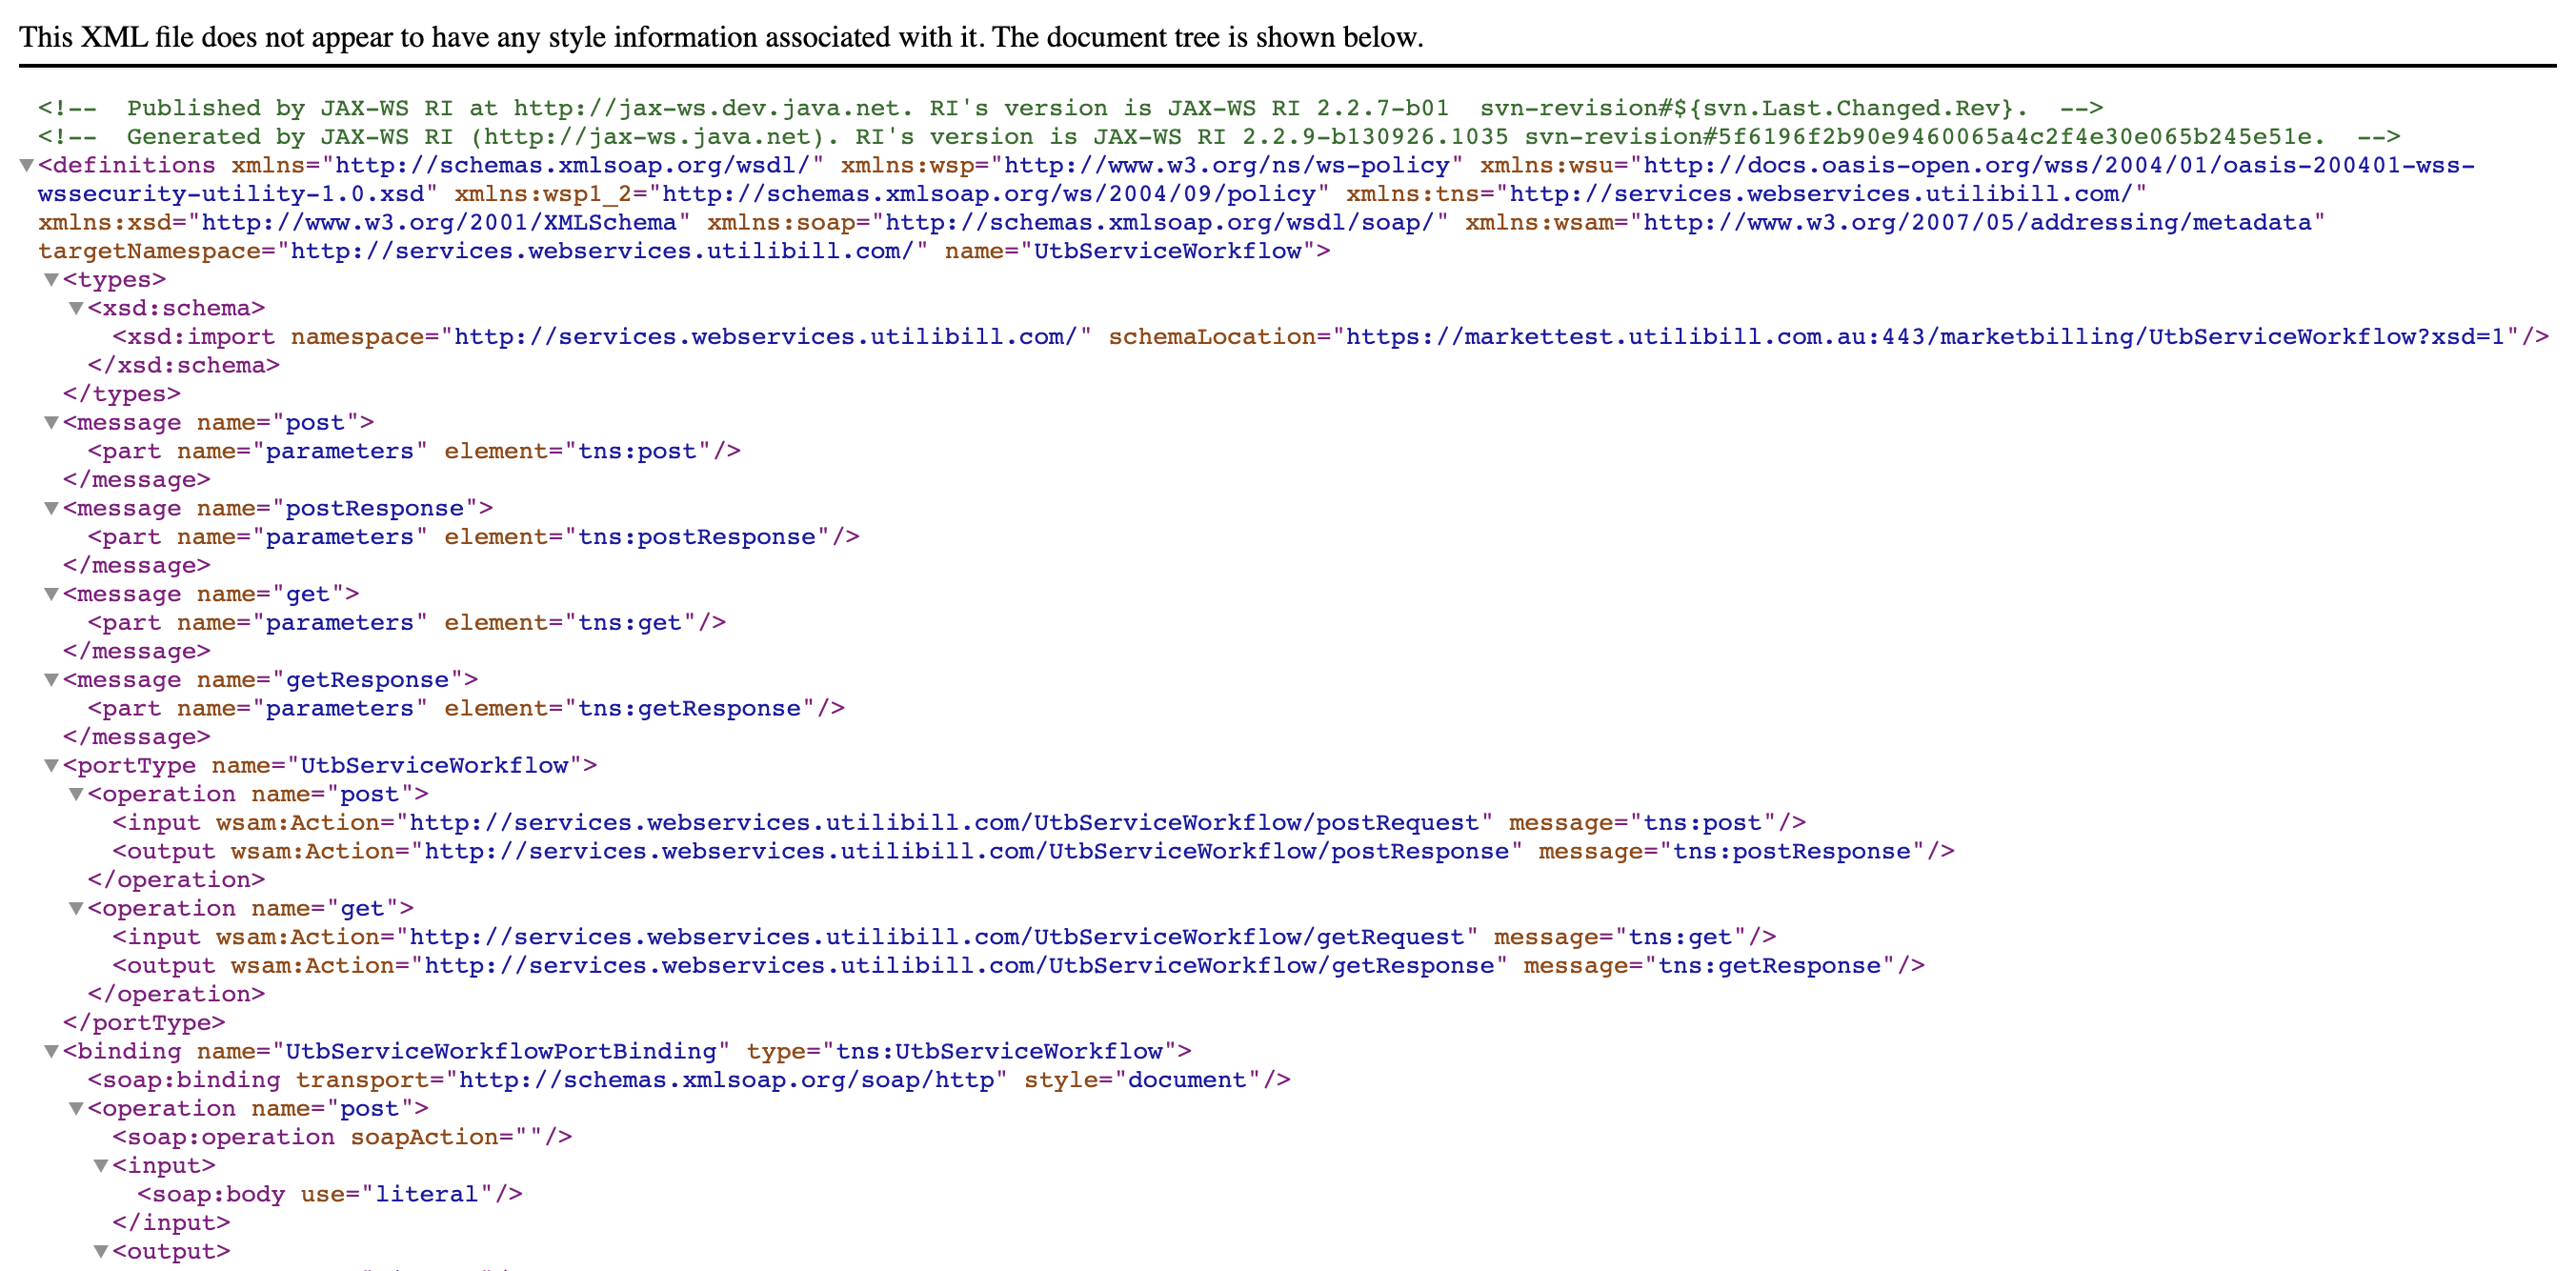 This XML file does not appear to have any style information associated with it. The document tree is shown below.
<!--  Published by JAX-WS RI at http://jax-ws.dev.java.net. RI's version is JAX-WS RI 2.2.7-b01  svn-revision#${svn.Last.Changed.Rev}.  -->
<!--  Generated by JAX-WS RI (http://jax-ws.java.net). RI's version is JAX-WS RI 2.2.9-b130926.1035 svn-revision#5f6196f2b90e9460065a4c2f4e30e065b245e51e.  -->
▼<definitions xmlns="http://schemas.xmlsoap.org/wsdl/" xmlns:wsp="http://www.w3.org/ns/ws-policy" xmlns:wsu="http://docs.oasis-open.org/wss/2004/01/oasis-200401-wss-
wssecurity-utility-1.0.xsd" xmlns:wsp1_2="http://schemas.xmlsoap.org/ws/2004/09/policy" xmlns:tns="http://services.webservices.utilibill.com/"
xmlns:xsd="http://www.w3.org/2001/XMLSchema" xmlns:soap="http://schemas.xmlsoap.org/wsdl/soap/" xmlns:wsam="http://www.w3.org/2007/05/addressing/metadata"
targetNamespace="http://services.webservices.utilibill.com/" name="UtbServiceWorkflow">
▼<types>
▼<xsd:schema>
<xsd:import namespace="http://services.webservices.utilibill.com/" schemaLocation="https://markettest.utilibill.com.au:443/marketbilling/UtbServiceWorkflow?xsd=1"/>
</xsd:schema>
</types>
▼<message name="post">
<part name="parameters" element="tns:post"/>
</message>
▼<message name="postResponse">
<part name="parameters" element="tns:postResponse"/>
</message>
▼<message name="get">
<part name="parameters" element="tns:get"/>
</message>
▼<message name="getResponse">
<part name="parameters" element="tns:getResponse"/>
</message>
▼<portType name="UtbServiceWorkflow">
▼<operation name="post">
<input wsam:Action="http://services.webservices.utilibill.com/UtbServiceWorkflow/postRequest" message="tns:post"/>
<output wsam:Action="http://services.webservices.utilibill.com/UtbServiceWorkflow/postResponse" message="tns:postResponse"/>
</operation>
▼<operation name="get">
<input wsam:Action="http://services.webservices.utilibill.com/UtbServiceWorkflow/getRequest" message="tns:get"/>
<output wsam:Action="http://services.webservices.utilibill.com/UtbServiceWorkflow/getResponse" message="tns:getResponse"/>
</operation>
</portType>
▼<binding name="UtbServiceWorkflowPortBinding" type="tns:UtbServiceWorkflow">
<soap:binding transport="http://schemas.xmlsoap.org/soap/http" style="document"/>
▼<operation name="post">
<soap:operation soapAction=""/>
▼<input>
<soap:body use="literal"/>
</input>
▼<output>